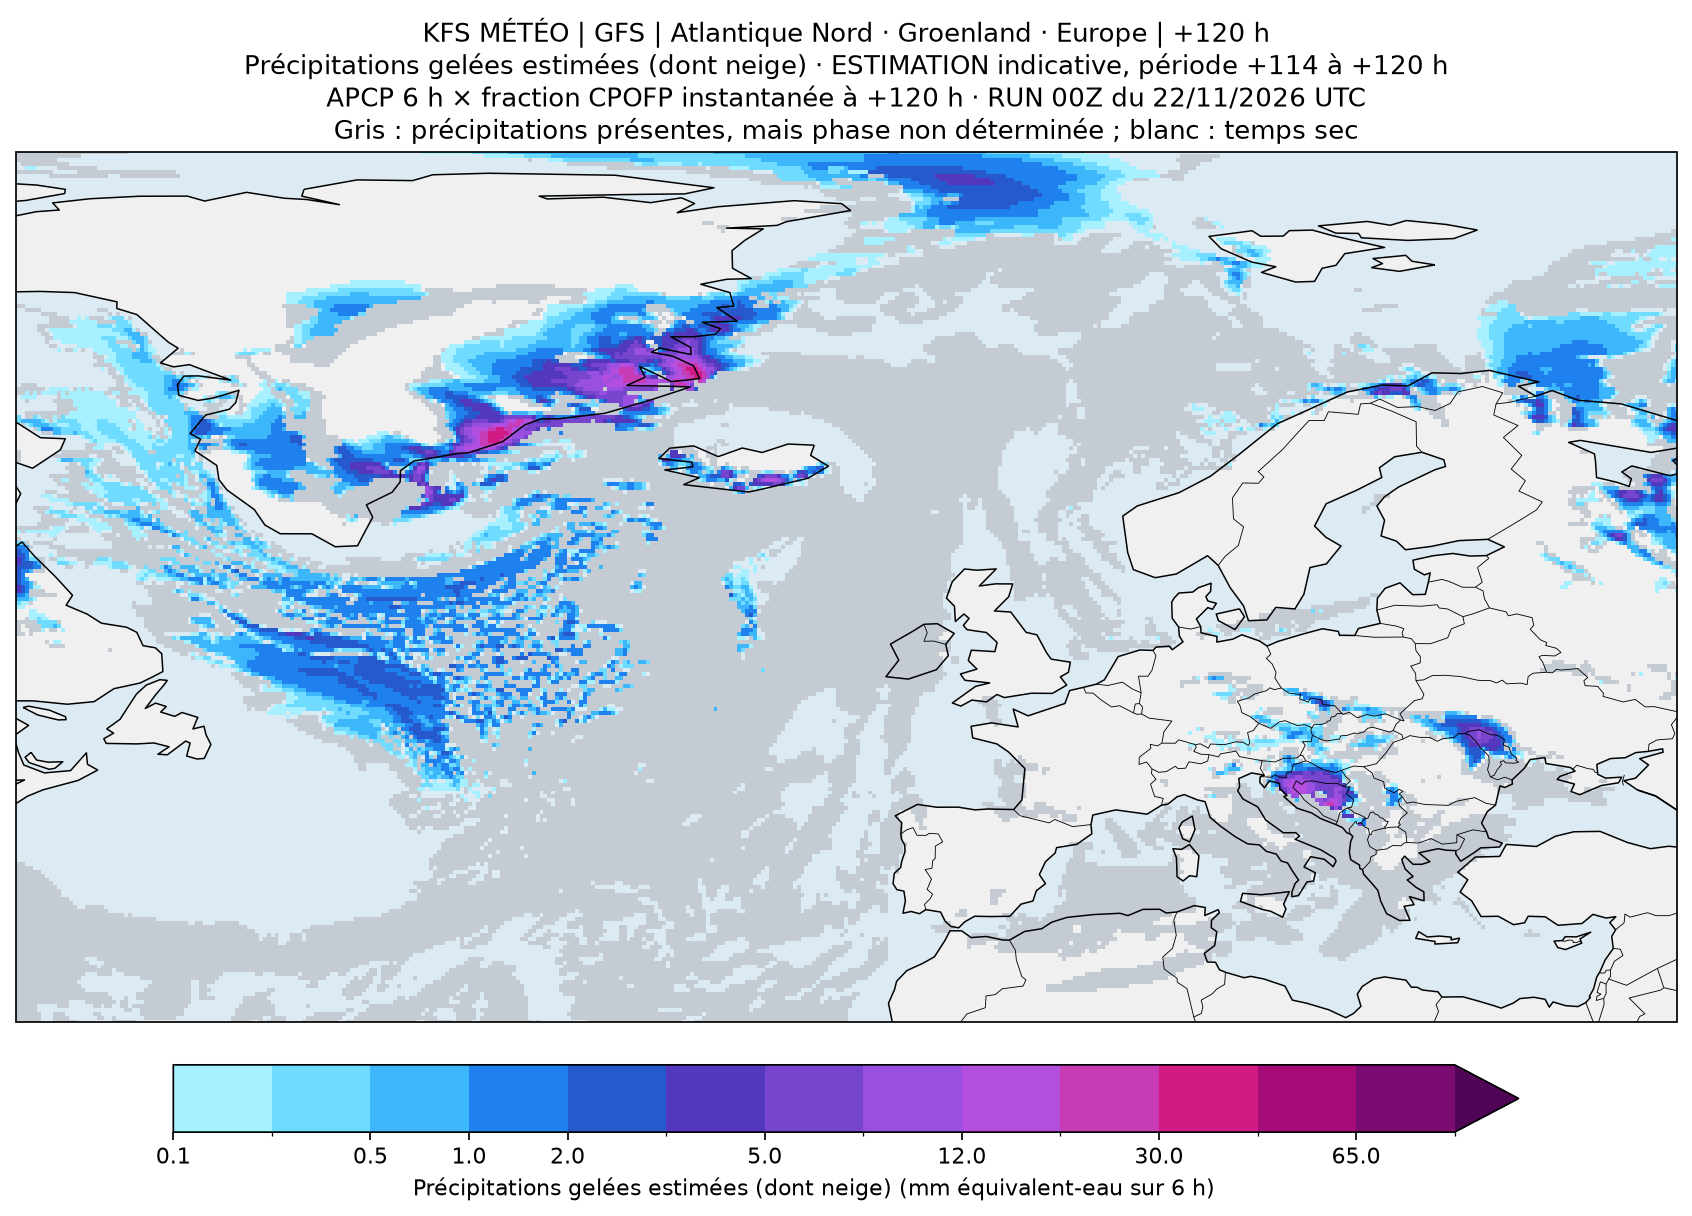 KFS MÉTÉO | GFS | Atlantique Nord · Groenland · Europe | +120 h
Précipitations gelées estimées (dont neige) · ESTIMATION indicative, période +114 à +120 h
APCP 6 h × fraction CPOFP instantanée à +120 h · RUN 00Z du 22/11/2026 UTC
Gris : précipitations présentes, mais phase non déterminée ; blanc : temps sec
0.1 0.5 1.0 2.0 5.0 12.0 30.0 65.0
Précipitations gelées estimées (dont neige) (mm équivalent-eau sur 6 h)